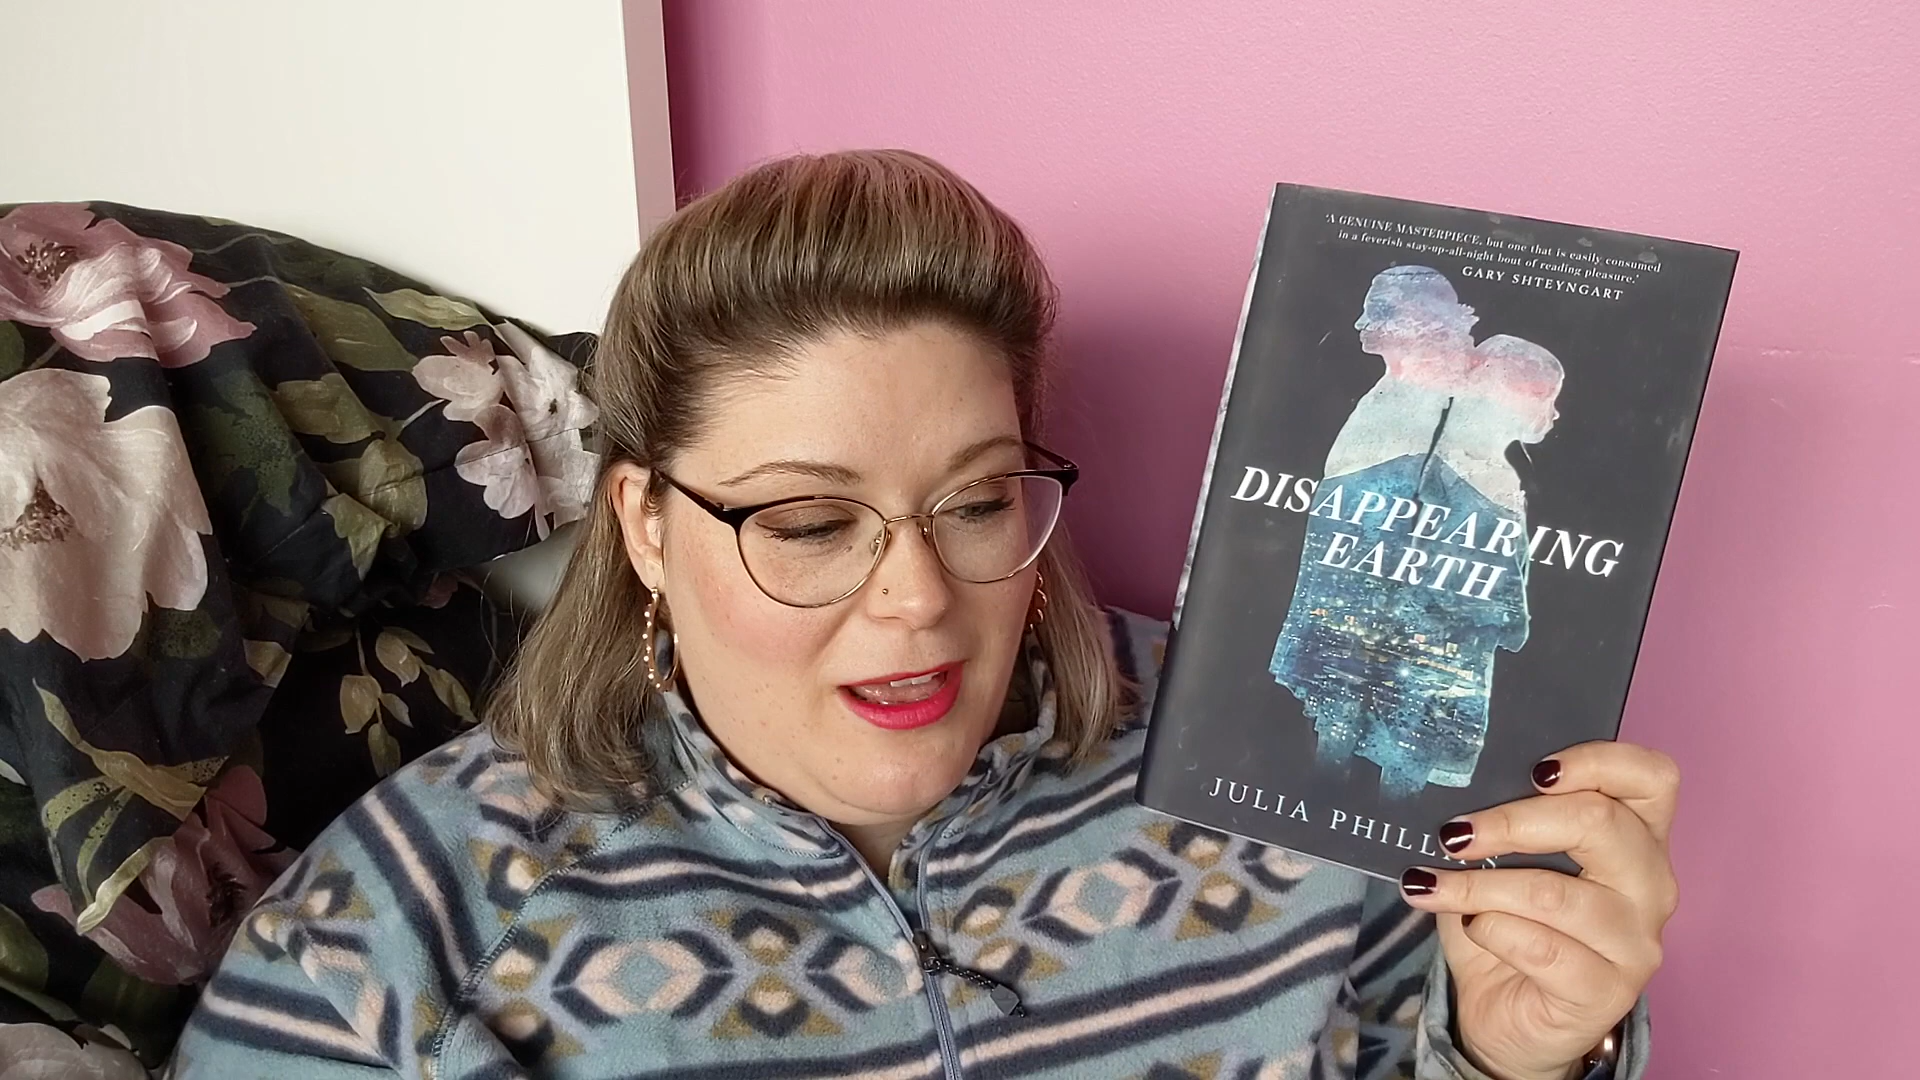 'A GENUINE MASTERPIECE, but one that is easily consumed
in a feverish stay-up-all-night bout of reading pleasure.'
GARY SHTEYNGART
DISAPPEARING
EARTH
JULIA PHILLIPS